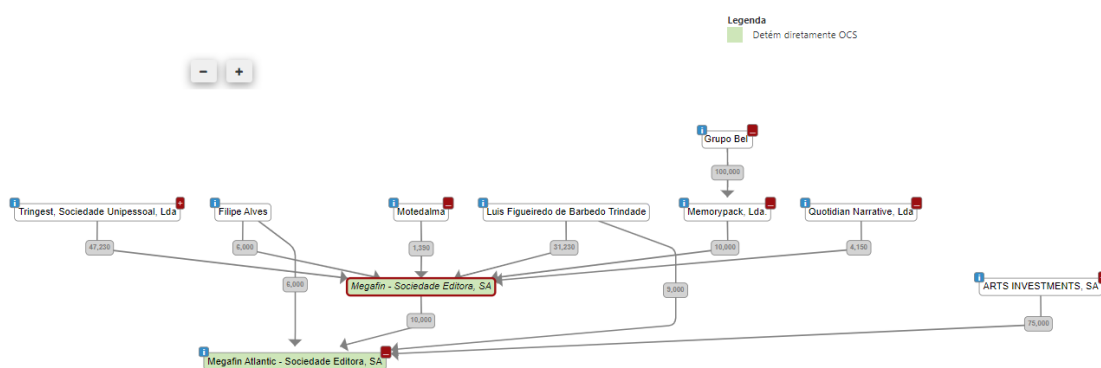 Legenda
Detém diretamente OCS
− +
Grupo Bel
100,000
Tringest, Sociedade Unipessoal, Lda
Filipe Alves
Motedalma
Luis Figueiredo de Barbedo Trindade
Memorypack, Lda.
Quotidian Narrative, Lda
47,230
6,000
1,350
31,230
10,000
4,150
Megafin - Sociedade Editora, SA
ARTS INVESTMENTS, SA
6,000
9,000
10,000
75,000
Megafin Atlantic - Sociedade Editora, SA